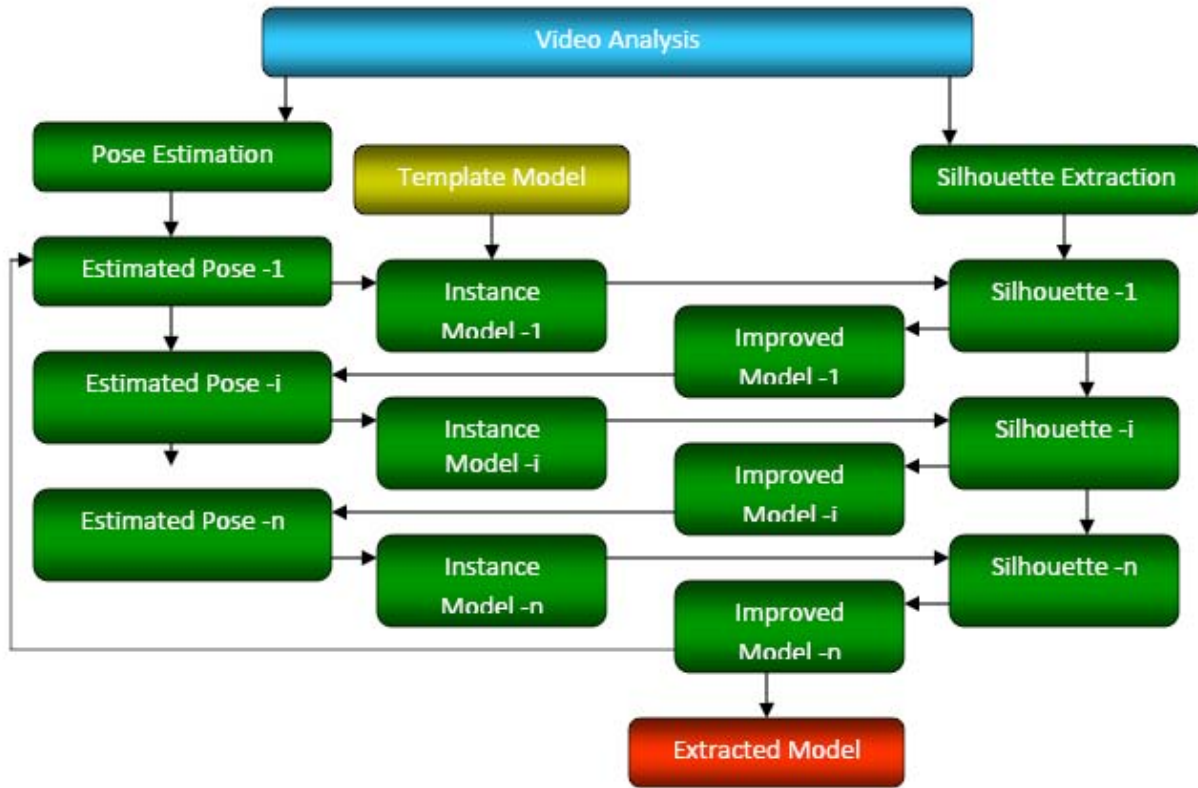 Video Analysis
Pose Estimation
Template Model
Silhouette Extraction
Estimated Pose -1
Instance
Model -1
Silhouette -1
Improved
Model -1
Estimated Pose -i
Instance
Model -i
Silhouette -i
Improved
Model -i
Estimated Pose -n
Instance
Model -n
Silhouette -n
Improved
Model -n
Extracted Model